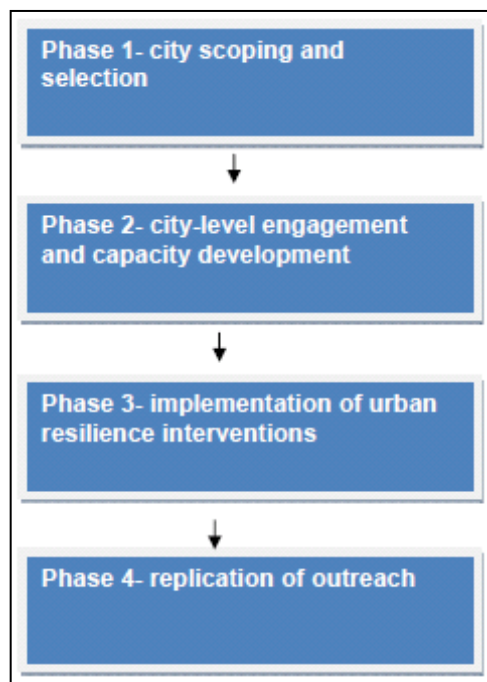 Phase 1- city scoping and
selection
Phase 2- city-level engagement
and capacity development
Phase 3- implementation of urban
resilience interventions
Phase 4- replication of outreach